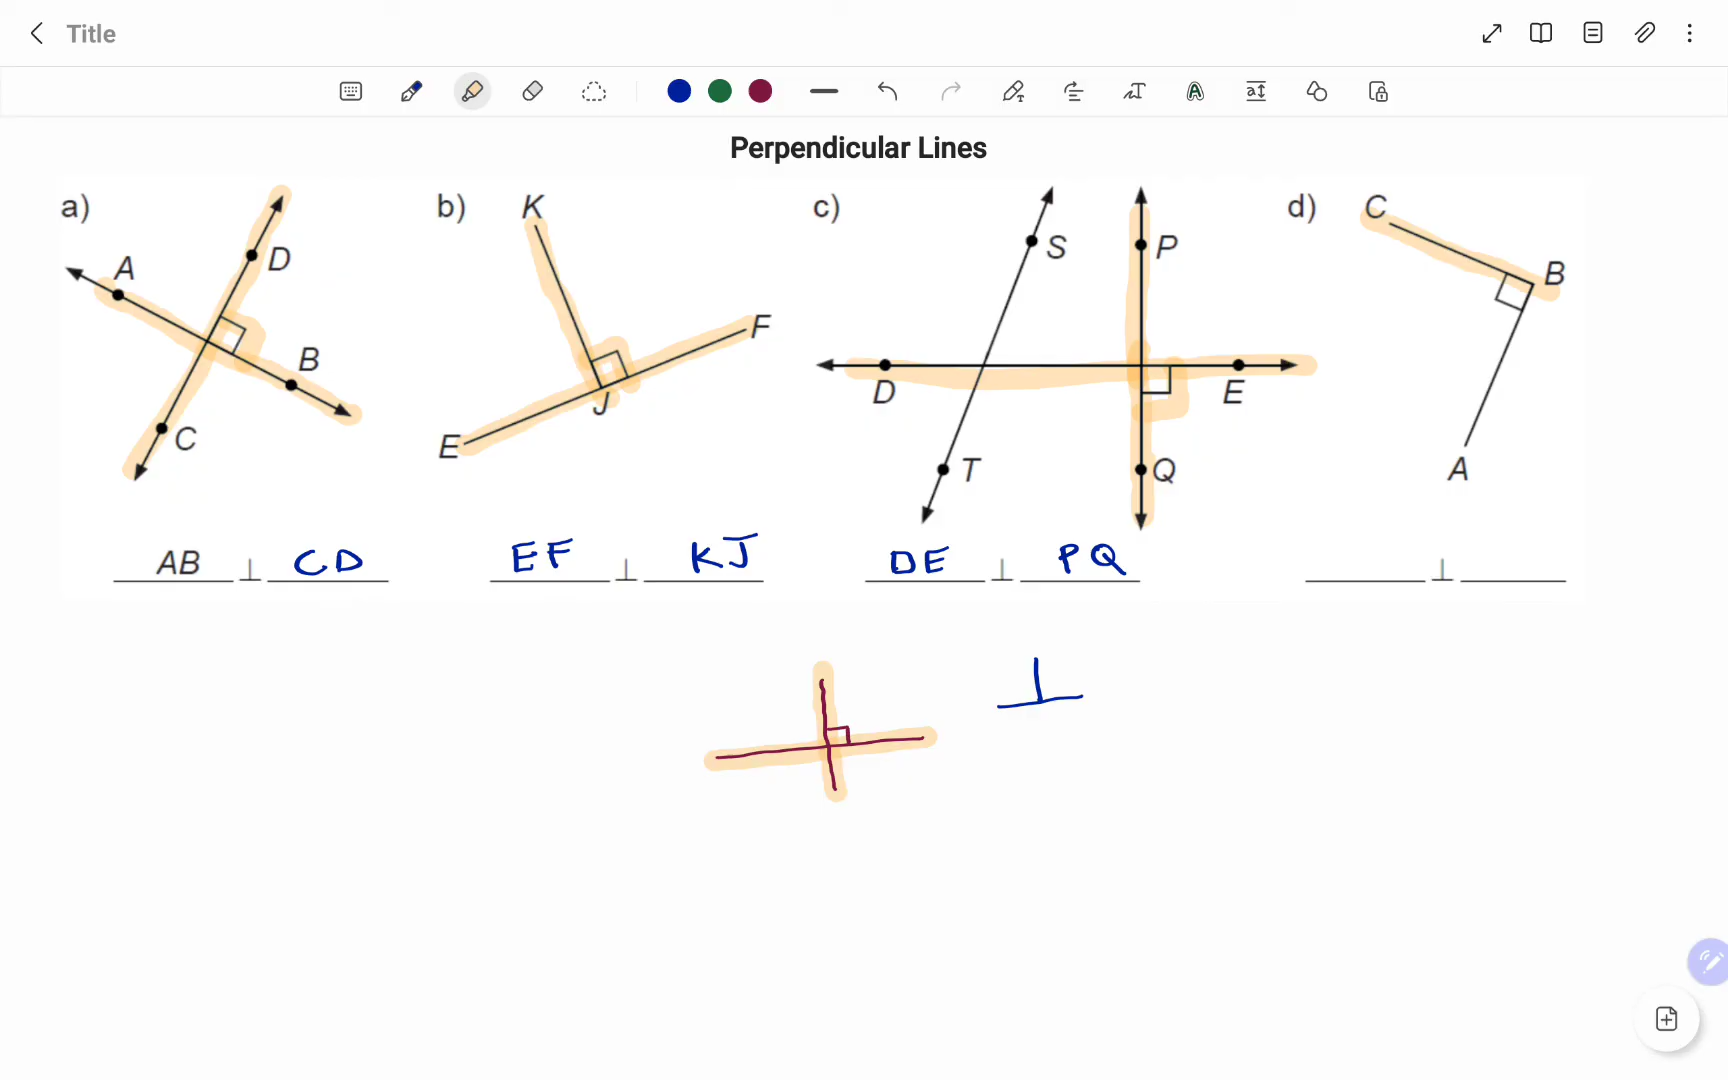 Title
Perpendicular Lines
a)
A
D
B
C
AB ⊥ CD
b)
K
F
J
E
EF ⊥ KJ
c)
S
P
D
E
T
Q
DE ⊥ PQ
d)
C
B
A
⊥
⊥